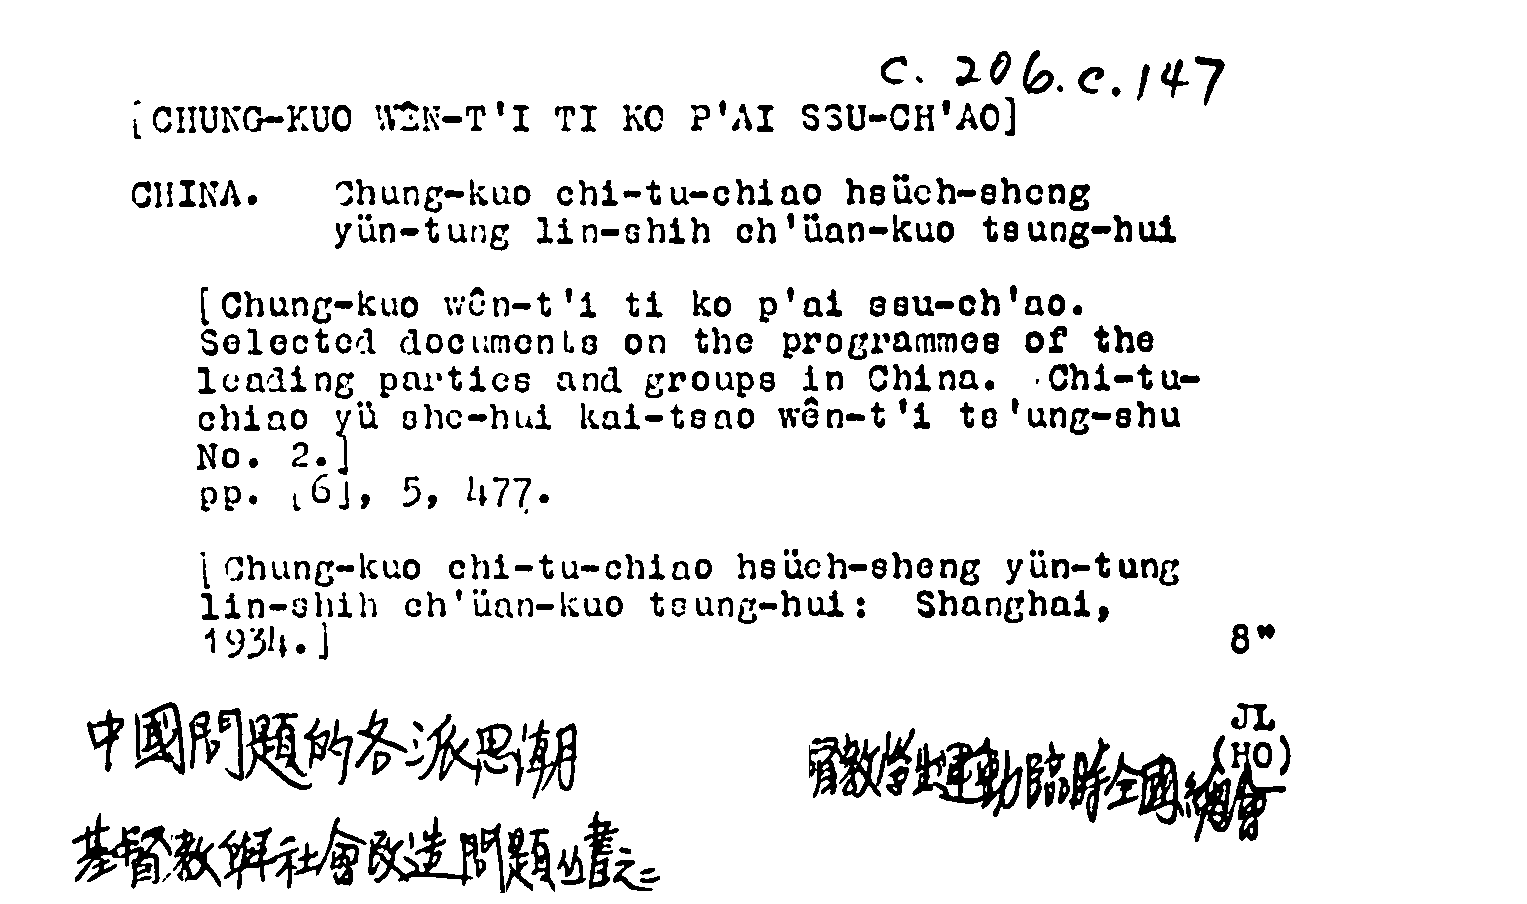 c. 206.c.147
[CHUNG-KUO WÊN-T'I TI KO P'AI SSU-CH'AO]
CHINA. Chung-kuo chi-tu-chiao hsüeh-sheng
yün-tung lin-shih ch'üan-kuo tsung-hui
[Chung-kuo wên-t'i ti ko p'ai ssu-ch'ao.
Selected documents on the programmes of the
leading parties and groups in China. Chi-tu-
chiao yü she-hui kai-tsao wên-t'i ts'ung-shu
No. 2.]
pp. [6], 5, 477.
[Chung-kuo chi-tu-chiao hsüeh-sheng yün-tung
lin-shih ch'üan-kuo tsung-hui: Shanghai,
1934.]
8"
JL
(HO)
中國問題的各派思潮
督教學生運動臨時全國總會
基督教與社會改造問題丛書之二